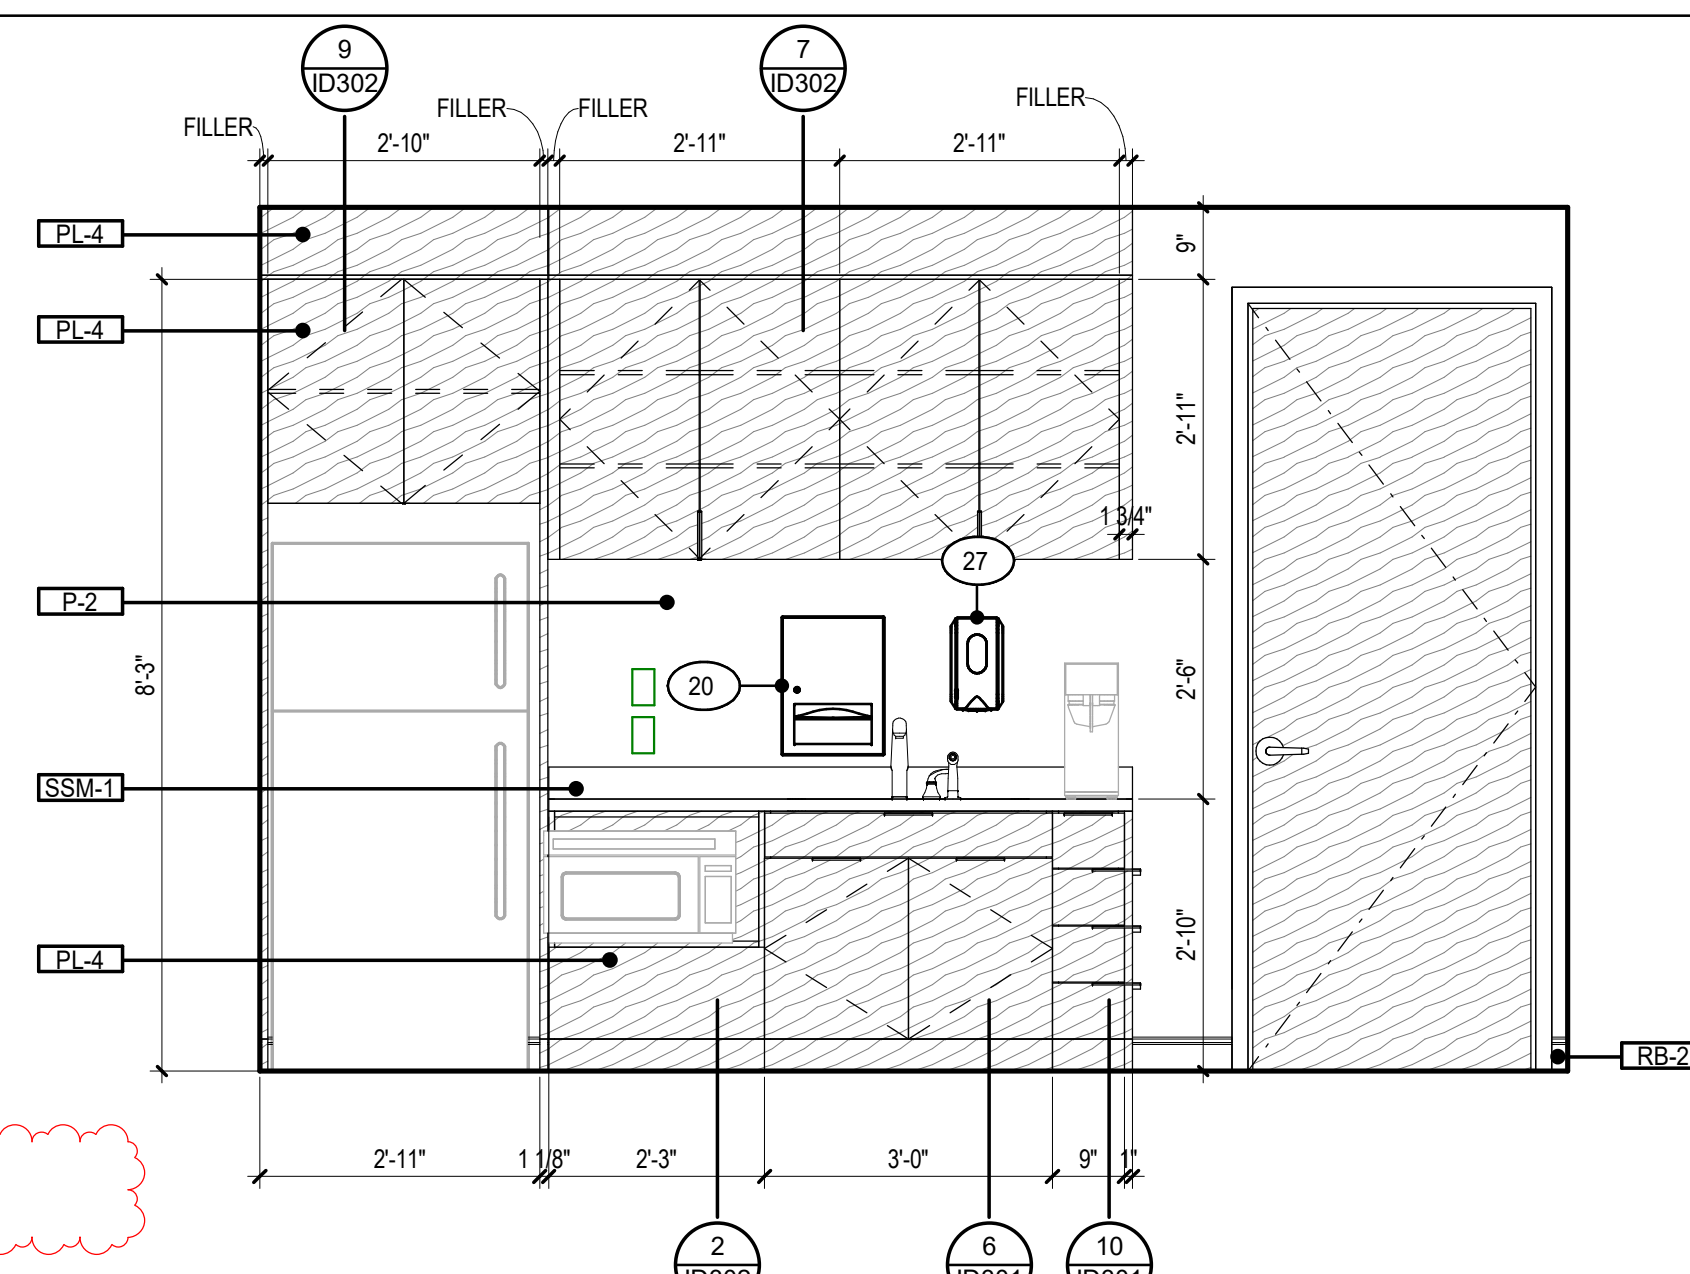 9
ID302
7
ID302
FILLER
FILLER
FILLER
FILLER
2'-10"
2'-11"
2'-11"
PL-4
9"
PL-4
2'-11"
1 3/4"
27
P-2
8'-3"
20
2'-6"
SSM-1
2'-10"
PL-4
RB-2
2'-11"
1 1/8"
2'-3"
3'-0"
9"
1"
2
6
10